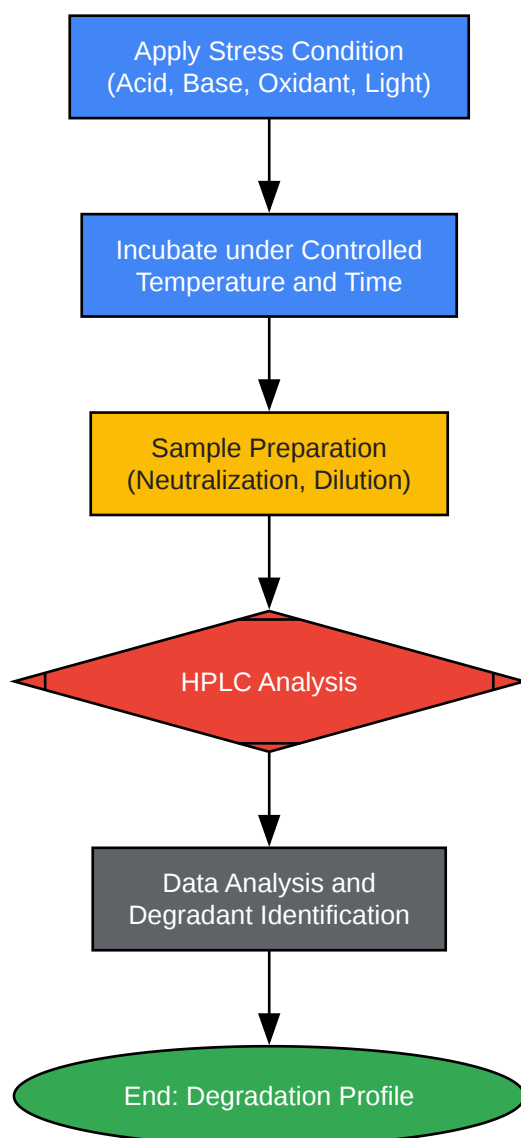 Apply Stress Condition
(Acid, Base, Oxidant, Light)
Incubate under Controlled
Temperature and Time
Sample Preparation
(Neutralization, Dilution)
HPLC Analysis
Data Analysis and
Degradant Identification
End: Degradation Profile